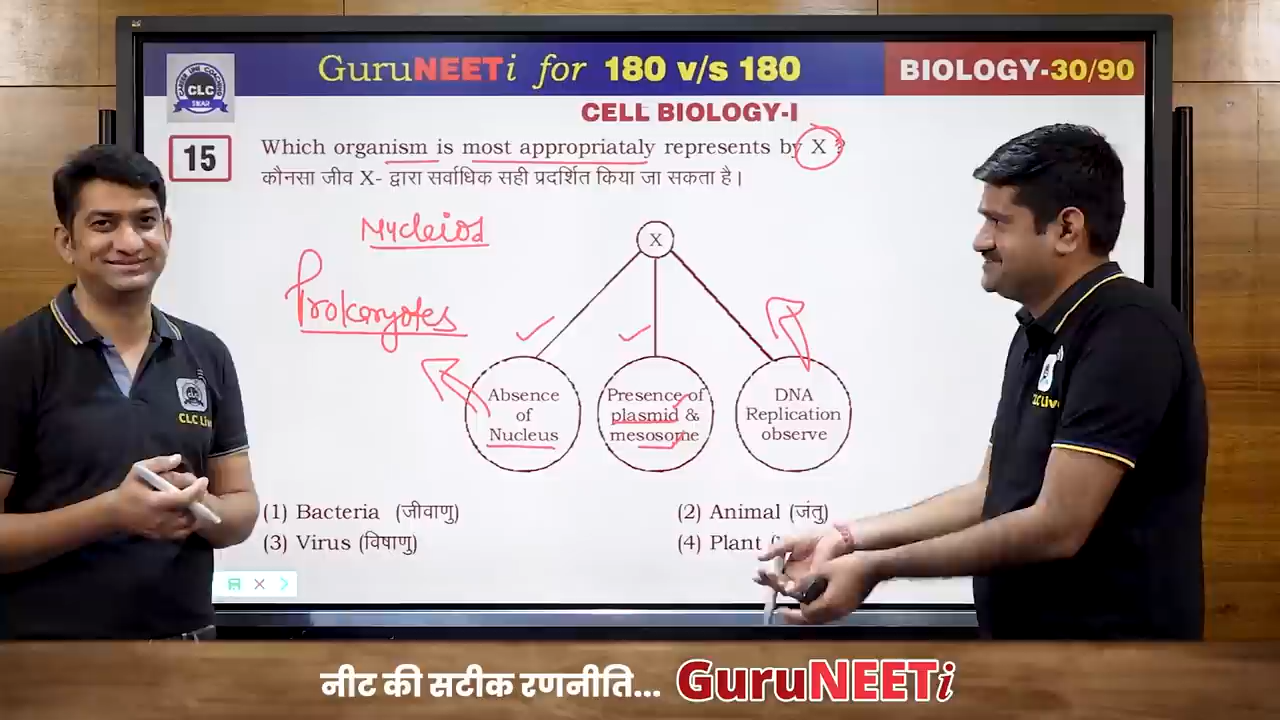 GuruNEETi for 180 v/s 180
BIOLOGY-30/90
CLC
SIKAR
CELL BIOLOGY-I
15
Which organism is most appropriataly represents by X ?
कौनसा जीव X- द्वारा सर्वाधिक सही प्रदर्शित किया जा सकता है।
X
Prokaryotes
Absence
of
Nucleus
Presence of
plasmid &
mesosome
DNA
Replication
observe
(1) Bacteria (जीवाणु)
(2) Animal (जंतु)
(3) Virus (विषाणु)
(4) Plant (
CLC Live
CLC Live
नीट की सटीक रणनीति... GuruNEETi